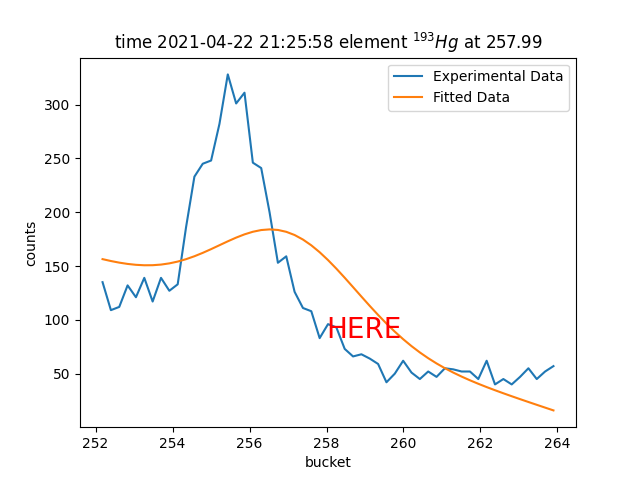 time 2021-04-22 21:25:58 element ¹⁹³Hg at 257.99
Experimental Data
Fitted Data
300
250
200
150
100
50
counts
HERE
252 254 256 258 260 262 264
bucket